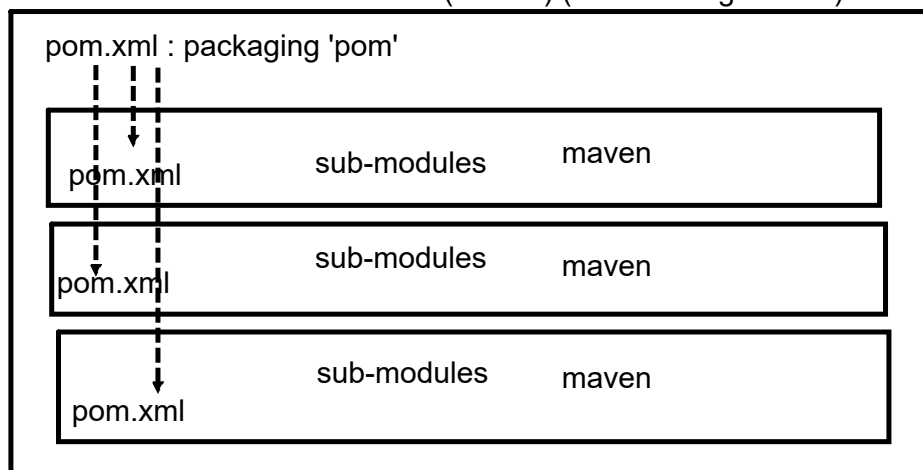 pom.xml : packaging 'pom'
sub-modules maven
pom.xml
sub-modules maven
pom.xml
sub-modules maven
pom.xml